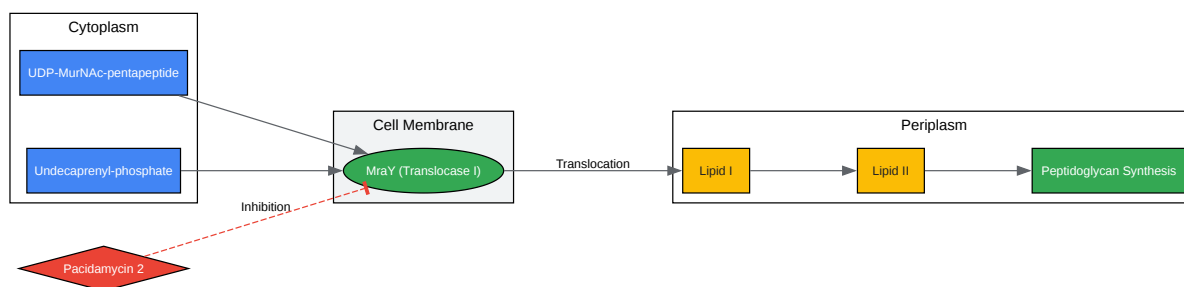 Cytoplasm
UDP-MurNAc-pentapeptide
Undecaprenyl-phosphate
Cell Membrane
MraY (Translocase I)
Translocation
Periplasm
Lipid I
Lipid II
Peptidoglycan Synthesis
Inhibition
Pacidamycin 2